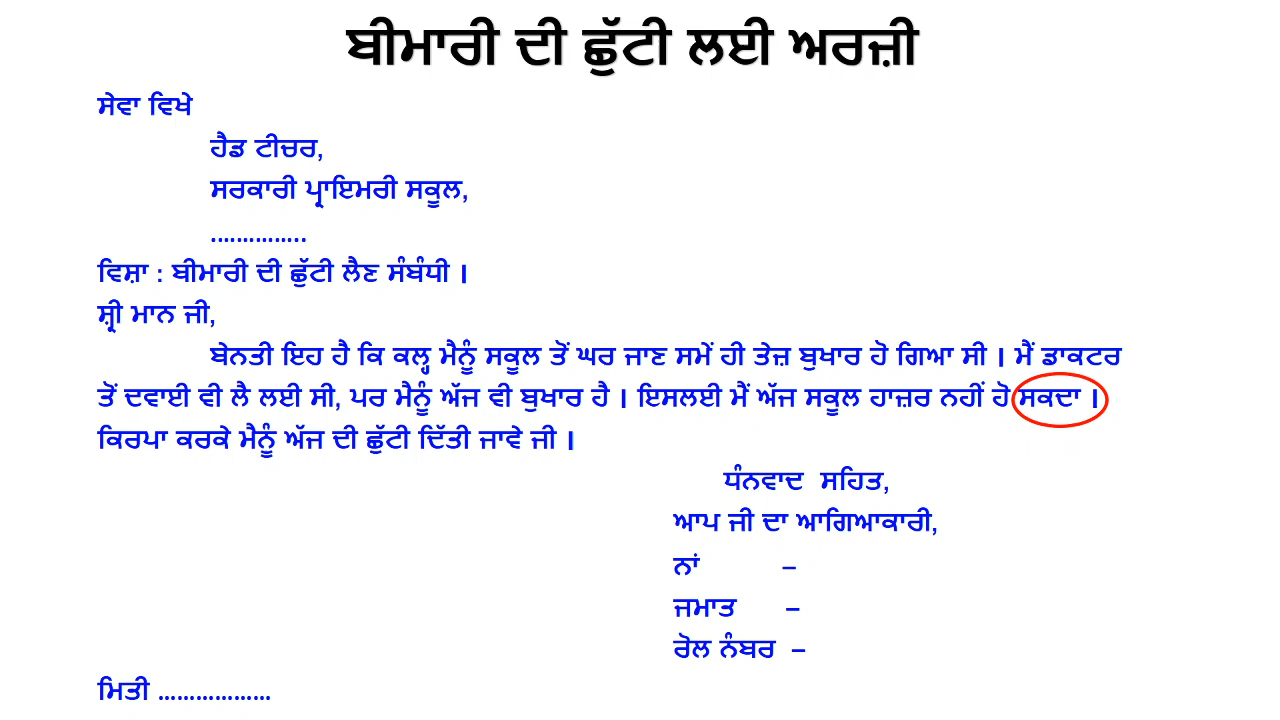 ਬੀਮਾਰੀ ਦੀ ਛੁੱਟੀ ਲਈ ਅਰਜ਼ੀ
ਸੇਵਾ ਵਿਖੇ
ਹੈਡ ਟੀਚਰ,
ਸਰਕਾਰੀ ਪ੍ਰਾਇਮਰੀ ਸਕੂਲ,
...............
ਵਿਸ਼ਾ : ਬੀਮਾਰੀ ਦੀ ਛੁੱਟੀ ਲੈਣ ਸੰਬੰਧੀ ।
ਸ਼੍ਰੀ ਮਾਨ ਜੀ,
ਬੇਨਤੀ ਇਹ ਹੈ ਕਿ ਕਲ੍ਹ ਮੈਨੂੰ ਸਕੂਲ ਤੋਂ ਘਰ ਜਾਣ ਸਮੇਂ ਹੀ ਤੇਜ਼ ਬੁਖਾਰ ਹੋ ਗਿਆ ਸੀ । ਮੈਂ ਡਾਕਟਰ
ਤੋਂ ਦਵਾਈ ਵੀ ਲੈ ਲਈ ਸੀ, ਪਰ ਮੈਨੂੰ ਅੱਜ ਵੀ ਬੁਖਾਰ ਹੈ । ਇਸਲਈ ਮੈਂ ਅੱਜ ਸਕੂਲ ਹਾਜ਼ਰ ਨਹੀਂ ਹੋ ਸਕਦਾ ।
ਕਿਰਪਾ ਕਰਕੇ ਮੈਨੂੰ ਅੱਜ ਦੀ ਛੁੱਟੀ ਦਿੱਤੀ ਜਾਵੇ ਜੀ ।
ਧੰਨਵਾਦ ਸਹਿਤ,
ਆਪ ਜੀ ਦਾ ਆਗਿਆਕਾਰੀ,
ਨਾਂ –
ਜਮਾਤ –
ਰੋਲ ਨੰਬਰ –
ਮਿਤੀ ..................